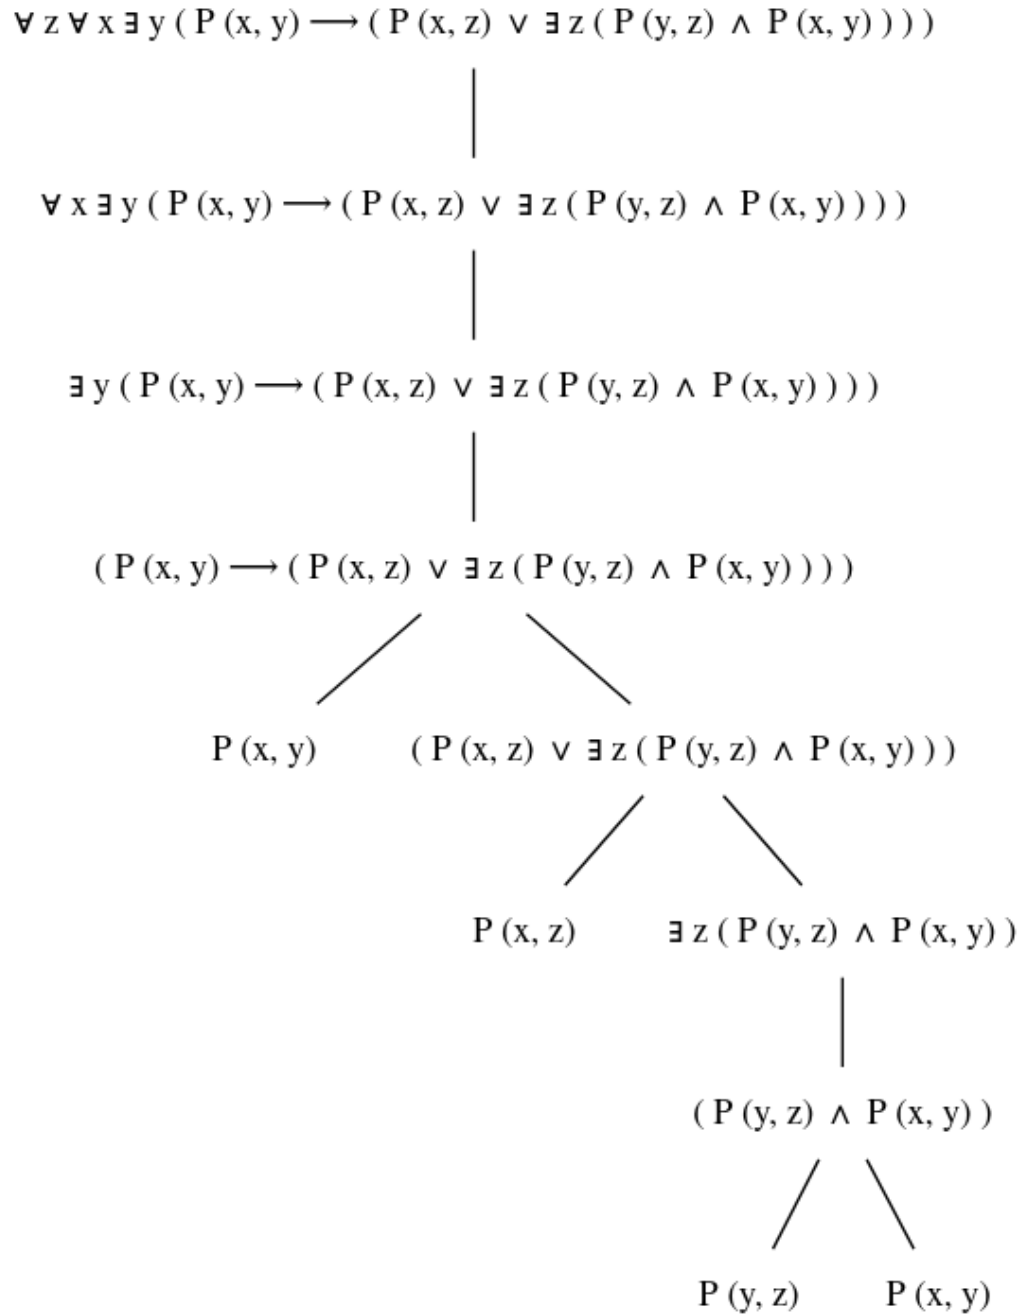 ∀ z ∀ x ∃ y ( P (x, y) ⟶ ( P (x, z) ∨ ∃ z ( P (y, z) ∧ P (x, y) ) ) )
∀ x ∃ y ( P (x, y) ⟶ ( P (x, z) ∨ ∃ z ( P (y, z) ∧ P (x, y) ) ) )
∃ y ( P (x, y) ⟶ ( P (x, z) ∨ ∃ z ( P (y, z) ∧ P (x, y) ) ) )
( P (x, y) ⟶ ( P (x, z) ∨ ∃ z ( P (y, z) ∧ P (x, y) ) ) )
P (x, y) ( P (x, z) ∨ ∃ z ( P (y, z) ∧ P (x, y) ) )
P (x, z) ∃ z ( P (y, z) ∧ P (x, y) )
( P (y, z) ∧ P (x, y) )
P (y, z) P (x, y)